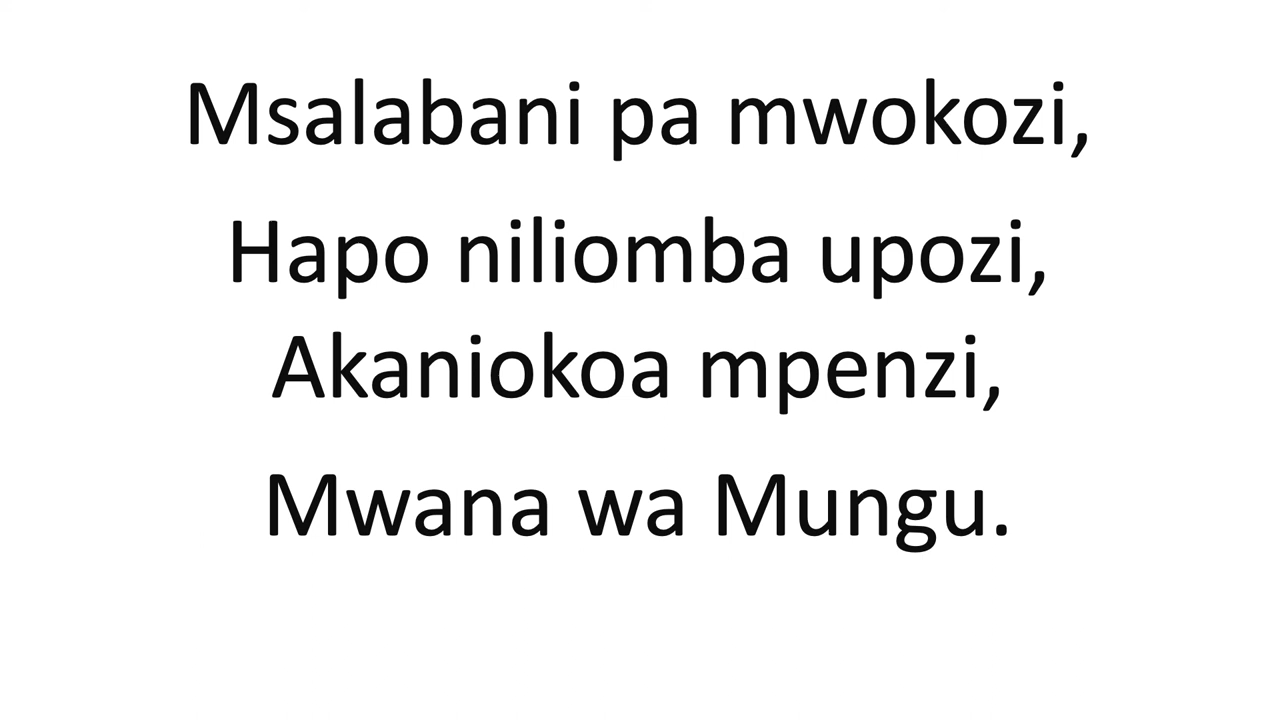 Msalabani pa mwokozi,
Hapo niliomba upozi,
Akaniokoa mpenzi,
Mwana wa Mungu.